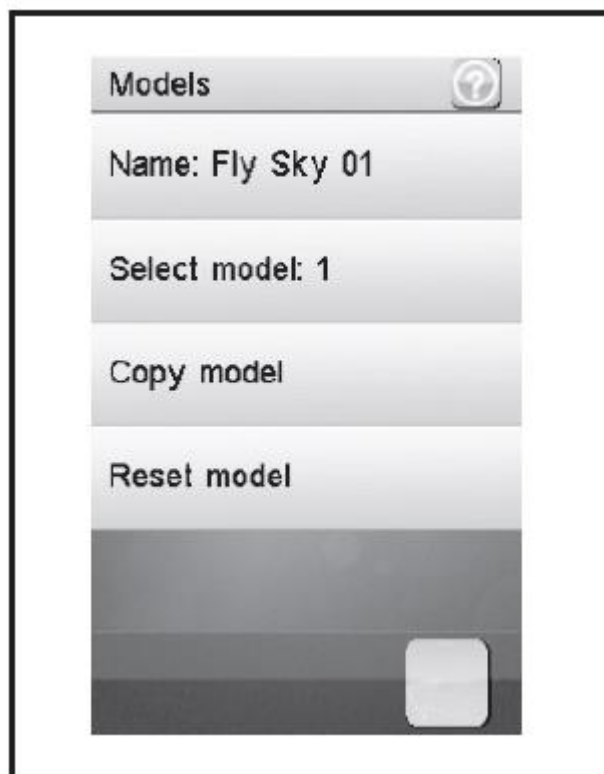 Models
?
Name: Fly Sky 01
Select model: 1
Copy model
Reset model